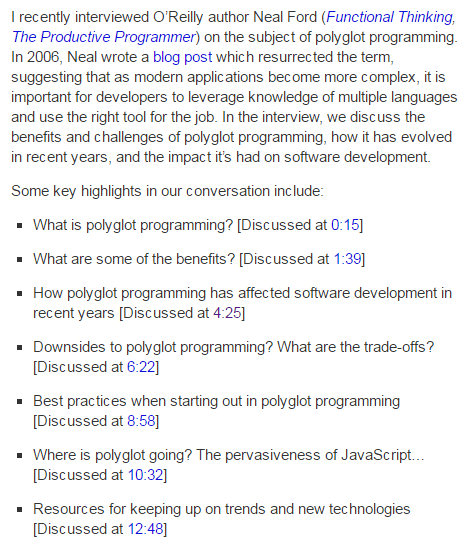 I recently interviewed O’Reilly author Neal Ford (Functional Thinking,
The Productive Programmer) on the subject of polyglot programming.
In 2006, Neal wrote a blog post which resurrected the term,
suggesting that as modern applications become more complex, it is
important for developers to leverage knowledge of multiple languages
and use the right tool for the job. In the interview, we discuss the
benefits and challenges of polyglot programming, how it has evolved
in recent years, and the impact it’s had on software development.
Some key highlights in our conversation include:
▪ What is polyglot programming? [Discussed at 0:15]
▪ What are some of the benefits? [Discussed at 1:39]
▪ How polyglot programming has affected software development in
recent years [Discussed at 4:25]
▪ Downsides to polyglot programming? What are the trade-offs?
[Discussed at 6:22]
▪ Best practices when starting out in polyglot programming
[Discussed at 8:58]
▪ Where is polyglot going? The pervasiveness of JavaScript…
[Discussed at 10:32]
▪ Resources for keeping up on trends and new technologies
[Discussed at 12:48]